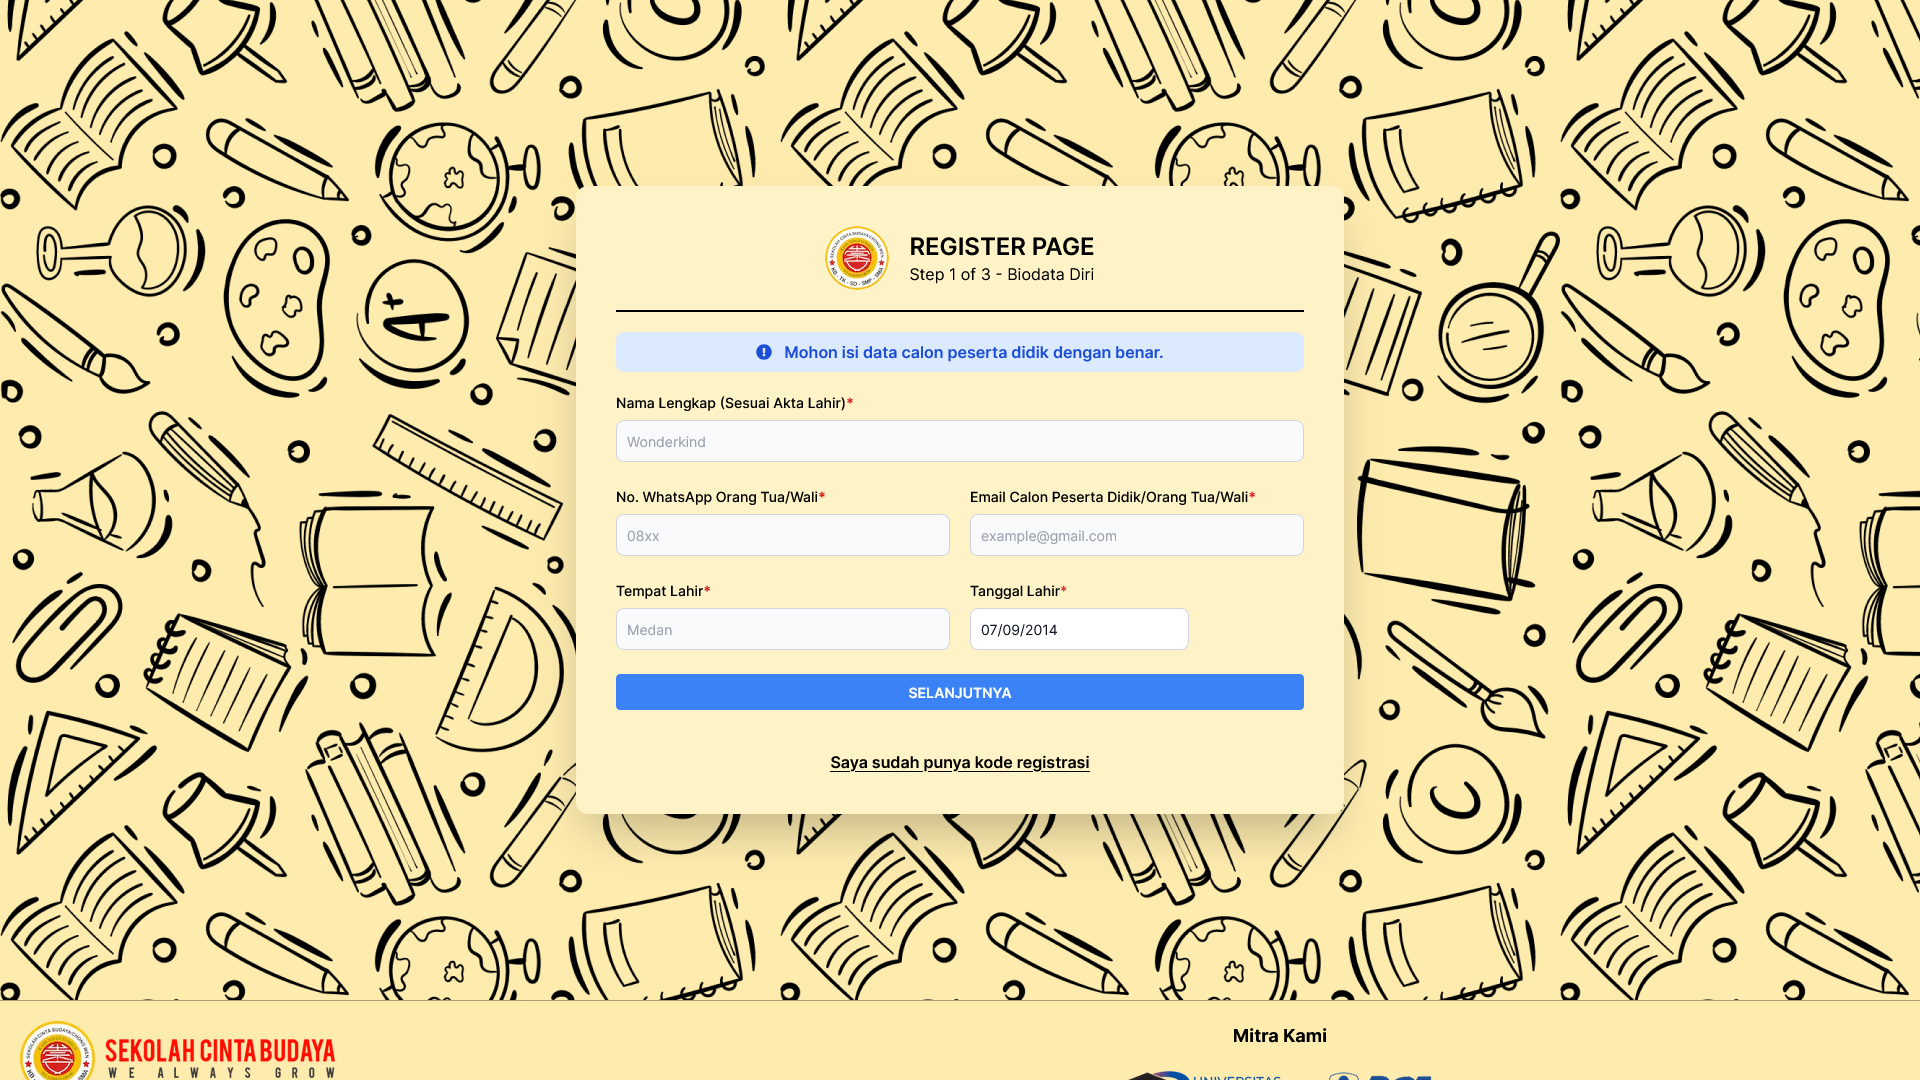 REGISTER PAGE
Step 1 of 3 - Biodata Diri
Mohon isi data calon peserta didik dengan benar.
Nama Lengkap (Sesuai Akta Lahir)*
Wonderkind
No. WhatsApp Orang Tua/Wali*
Email Calon Peserta Didik/Orang Tua/Wali*
08xx
example@gmail.com
Tempat Lahir*
Tanggal Lahir*
Medan
07/09/2014
SELANJUTNYA
Saya sudah punya kode registrasi
A+
SEKOLAH CINTA BUDAYA
WE ALWAYS GROW
Mitra Kami
UNIVERSITAS